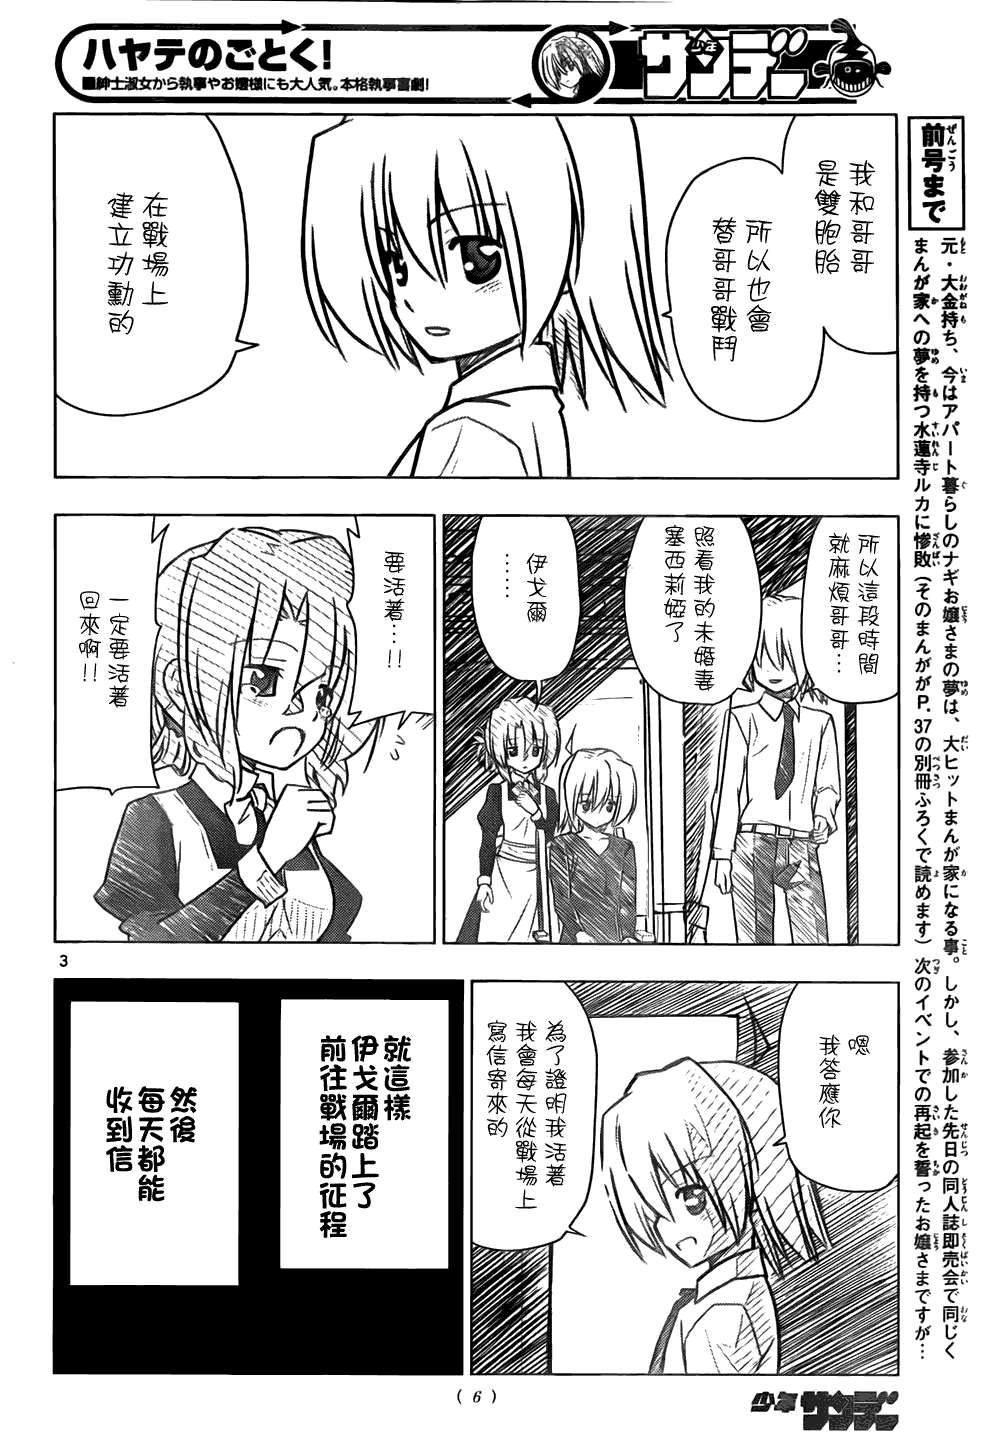 ハヤテのごとく!
■紳士淑女から執事やお嬢様にも大人気。本格執事喜劇!
少年サンデー
前号まで
元・大金持ち、今はアパート暮らしのナギお嬢さまの夢は、大ヒットまんが家になる事。しかし、参加した先日の同人誌即売会で同じく
まんが家への夢を持つ水蓮寺ルカに惨敗(そのまんががP.37の別冊ふろくで読めます)次のイベントでの再起を誓ったお嬢さまですが…
我和哥哥
是雙胞胎
所以也會
替哥哥戰鬥
在戰場上
建立功勳的
所以這段時間
就麻煩哥哥…
照看我的未婚妻
塞西莉婭了
伊戈爾
……
要活著…!!
一定要活著
回來啊!!
3
嗯
我答應你
為了證明我活著
我會每天從戰場上
寫信寄來的
就這樣
伊戈爾踏上了
前往戰場的征程
然後
每天都能
收到信
(6)
少年サンデー